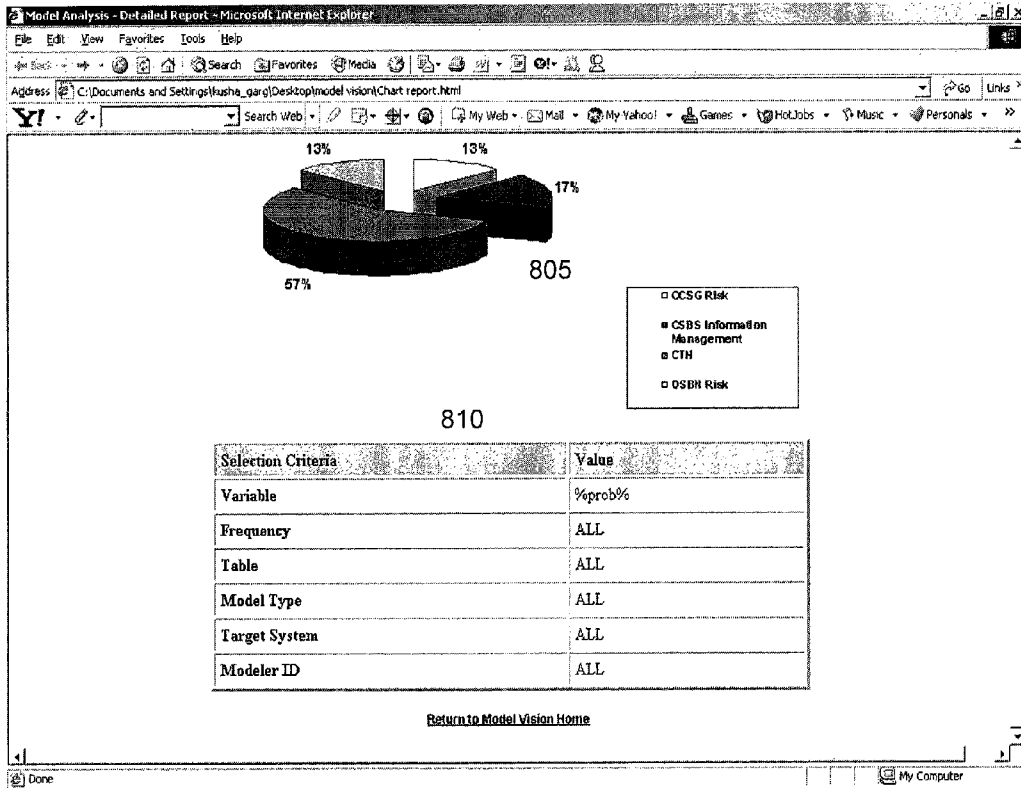 Model Analysis - Detailed Report - Microsoft Internet Explorer
File Edit View Favorites Tools Help
Back Search Favorites Media
Address C:\Documents and Settings\kusha_garg\Desktop\model vision\Chart report.html Go Links »
Y! Search Web My Web Mail My Yahoo! Games HotJobs Music Personals »
13% 13%
17%
57%
805
CCSG Risk
CSBS Information
Management
CTN
OSBN Risk
810
Selection Criteria Value
Variable %prob%
Frequency ALL
Table ALL
Model Type ALL
Target System ALL
Modeler ID ALL
Return to Model Vision Home
Done My Computer